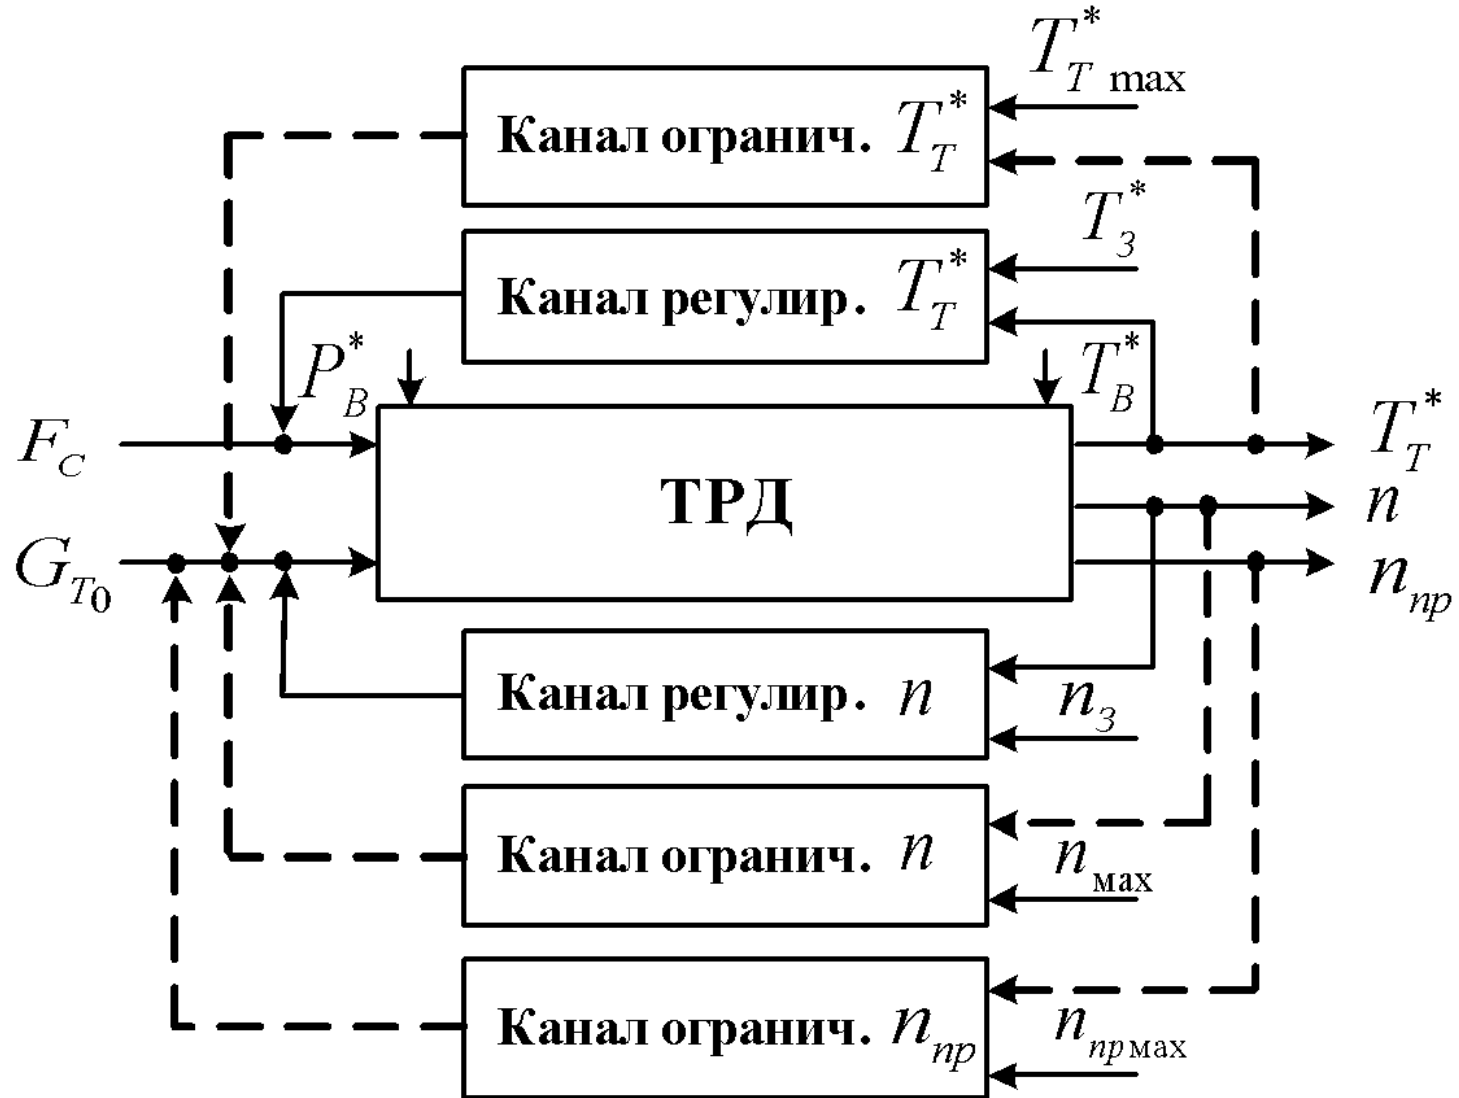 T*T max
Канал огранич. T*T
T*З
Канал регулир. T*T
P*B
T*B
FC
ТРД
T*T
n
GT0
nпр
Канал регулир. n
nЗ
Канал огранич. n
nмах
Канал огранич. nпр
nпр мах